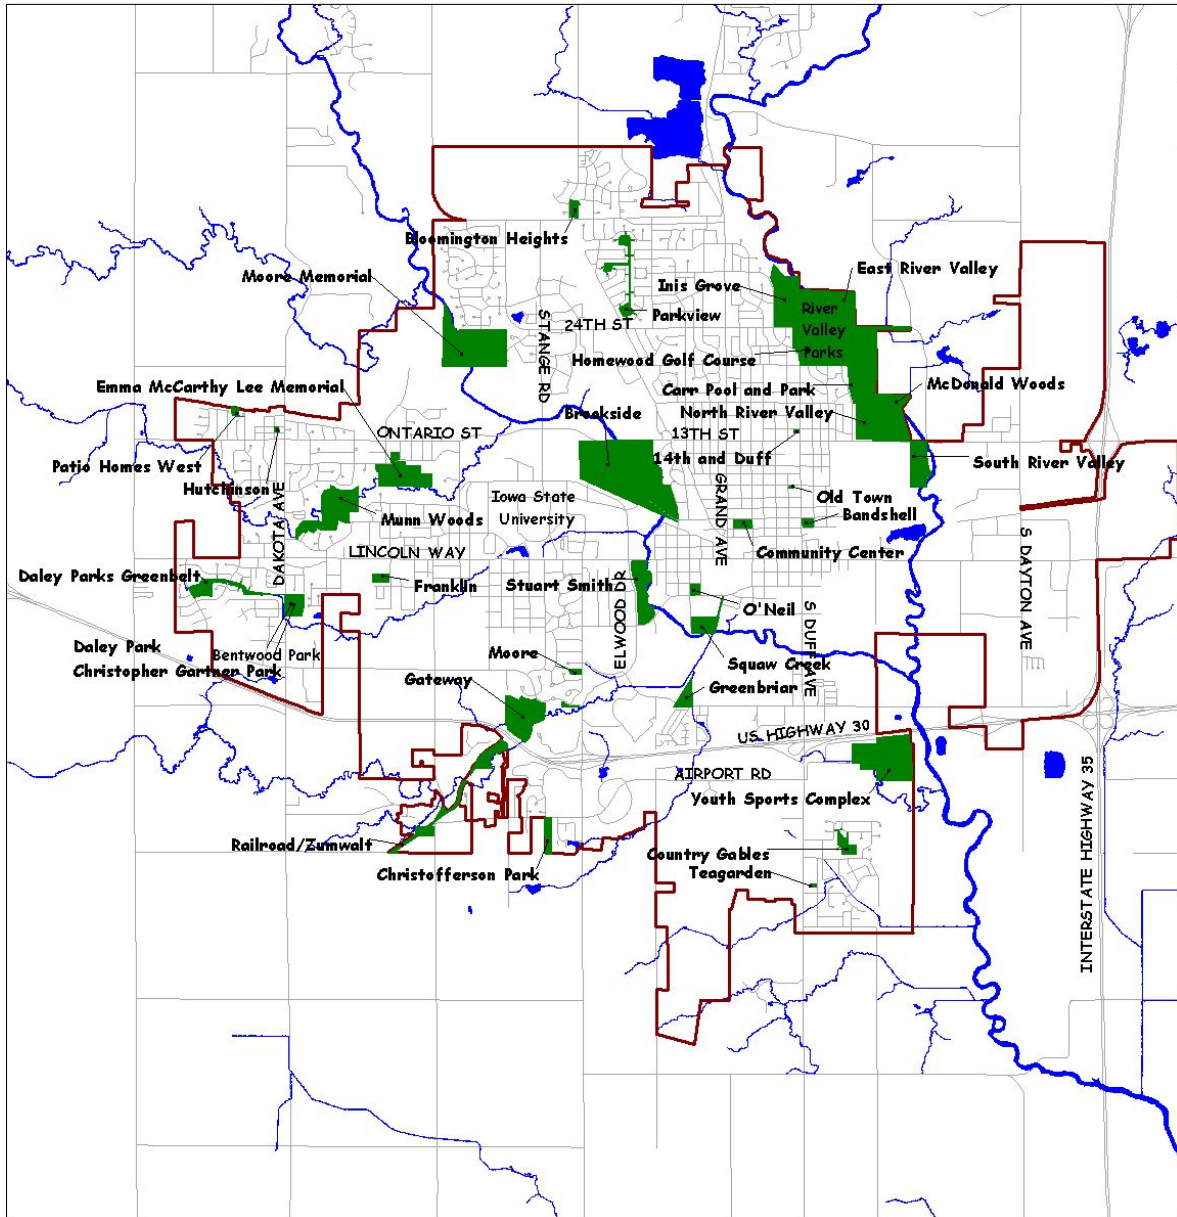 Bloomington Heights
Moore Memorial
East River Valley
Inis Grove
River
Valley
Parks
Parkview
STANGE RD
24TH ST
Homewood Golf Course
Emma McCarthy Lee Memorial
Carr Pool and Park
McDonald Woods
Brookside
North River Valley
ONTARIO ST
13TH ST
Patio Homes West
14th and Duff
South River Valley
Hutchinson
DAKOTA AVE
Iowa State
University
GRAND AVE
Old Town
Munn Woods
Bandshell
LINCOLN WAY
Community Center
S DAYTON AVE
Daley Parks Greenbelt
Franklin
Stuart Smith
ELWOOD DR
O'Neil
S DUFF AVE
Daley Park
Bentwood Park
Moore
Squaw Creek
Christopher Gartner Park
Gateway
Greenbriar
US HIGHWAY 30
AIRPORT RD
INTERSTATE HIGHWAY 35
Youth Sports Complex
Railroad/Zumwalt
Country Gables
Christofferson Park
Teagarden